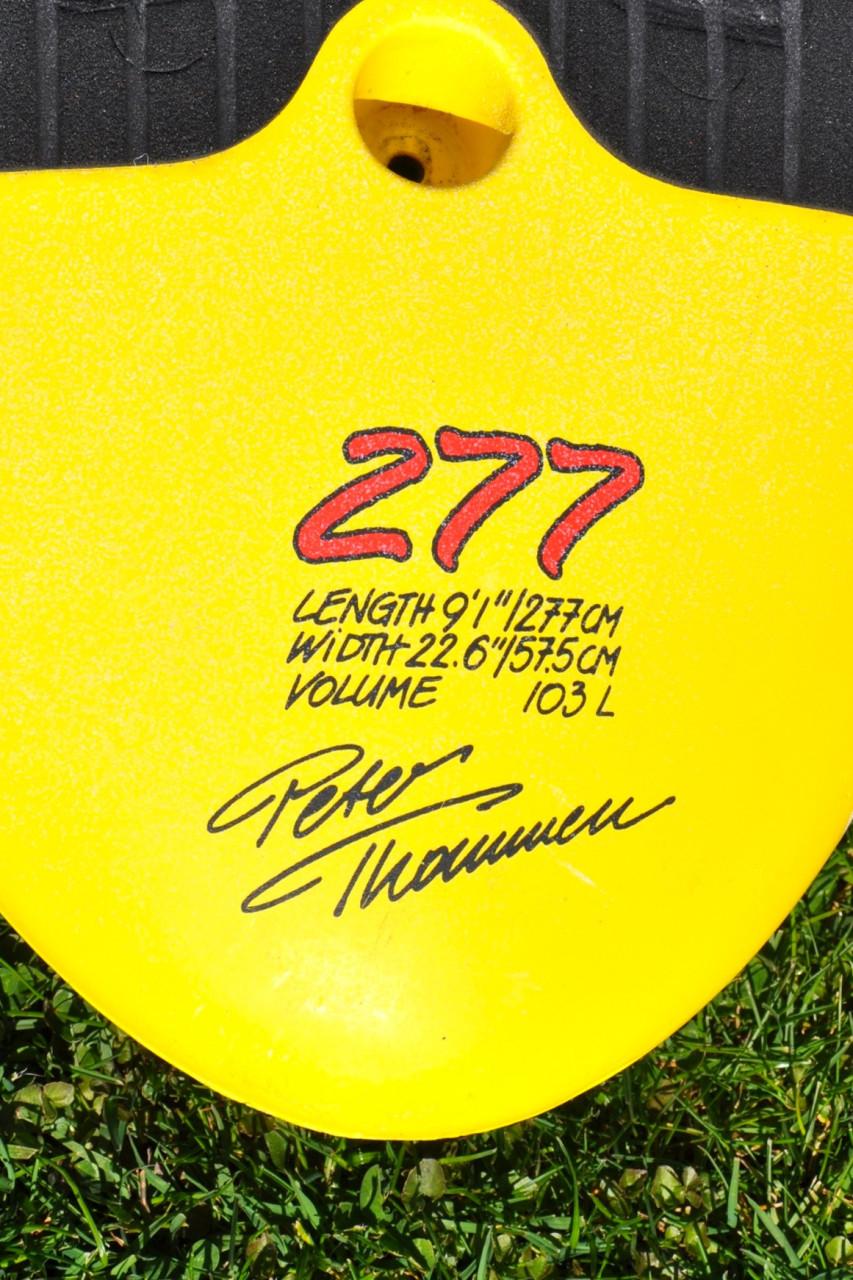 277
LENGTH 9'1"/277CM
WiDTH 22.6"/57.5CM
VOLUME 103 L
Peter
Thommen